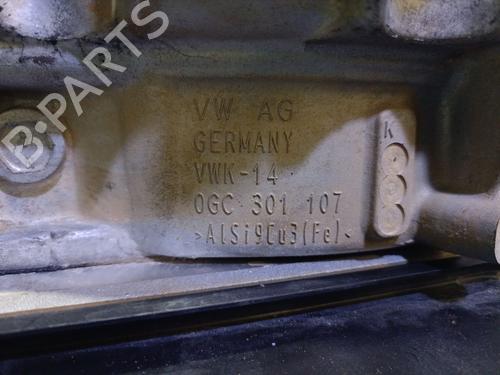 B-PARTS
VW AG
GERMANY
VWK-14
0GC 301 107
>AlSi9Cu3(Fe)<
K